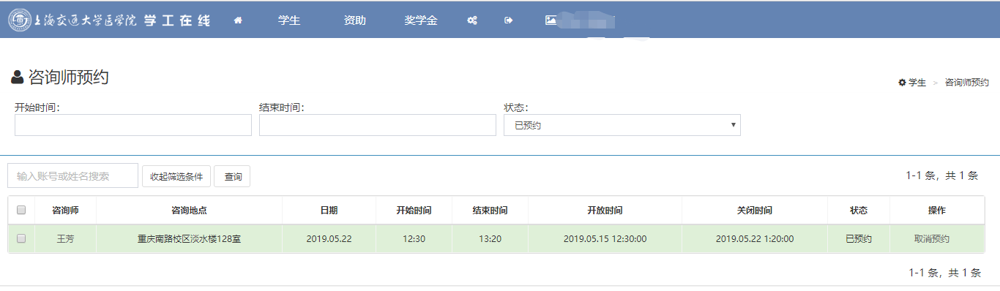 上海交通大学医学院 学工在线 学生 资助 奖学金
咨询师预约
学生 > 咨询师预约
开始时间: 结束时间: 状态:
已预约
输入账号或姓名搜索 收起筛选条件 查询 1-1 条，共 1 条
咨询师 咨询地点 日期 开始时间 结束时间 开放时间 关闭时间 状态 操作
王芳 重庆南路校区淡水楼128室 2019.05.22 12:30 13:20 2019.05.15 12:30:00 2019.05.22 1:20:00 已预约 取消预约
1-1 条，共 1 条